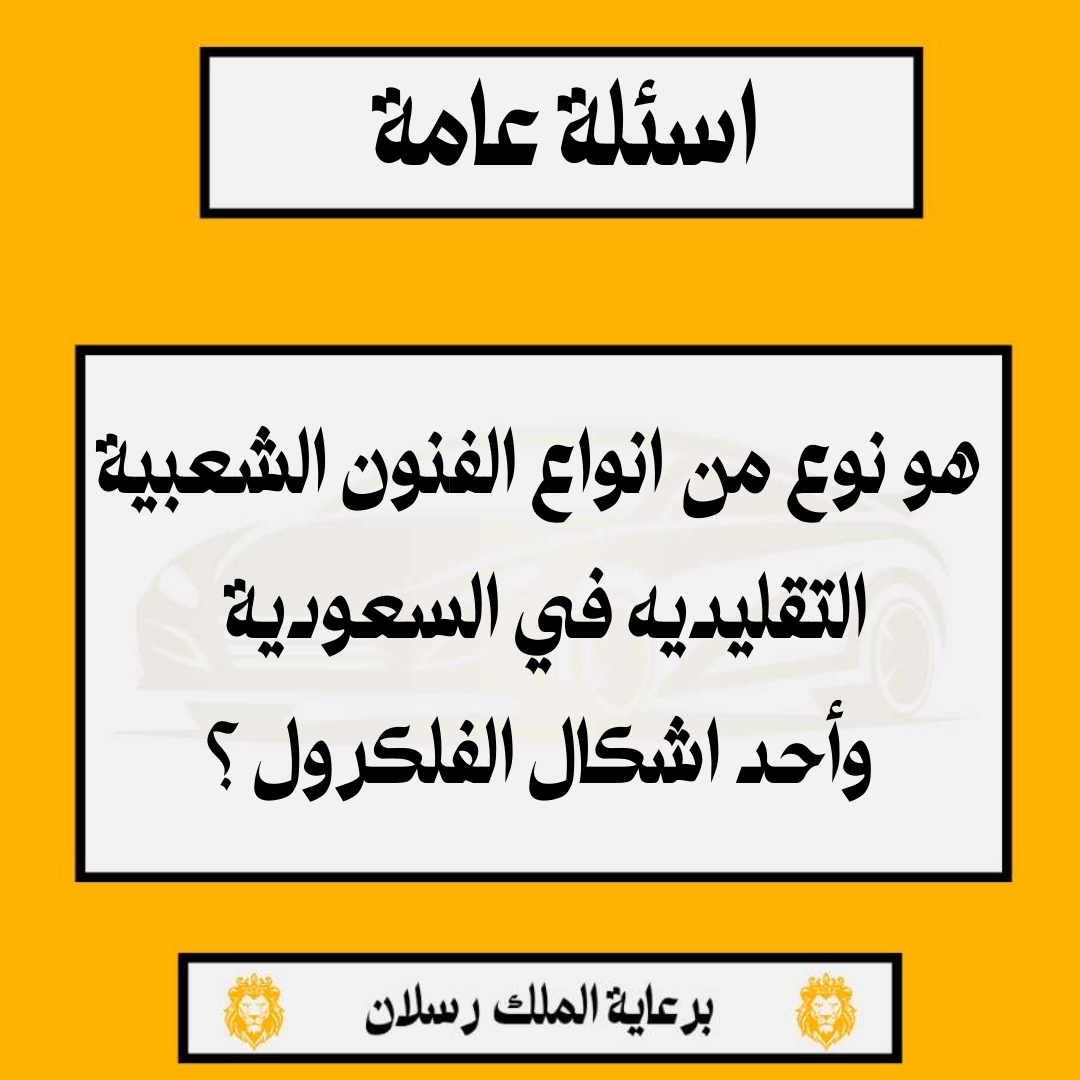 اسئلة عامة
هو نوع من انواع الفنون الشعبية
التقليديه في السعودية
وأحد اشكال الفلكرول ؟
برعاية الملك رسلان